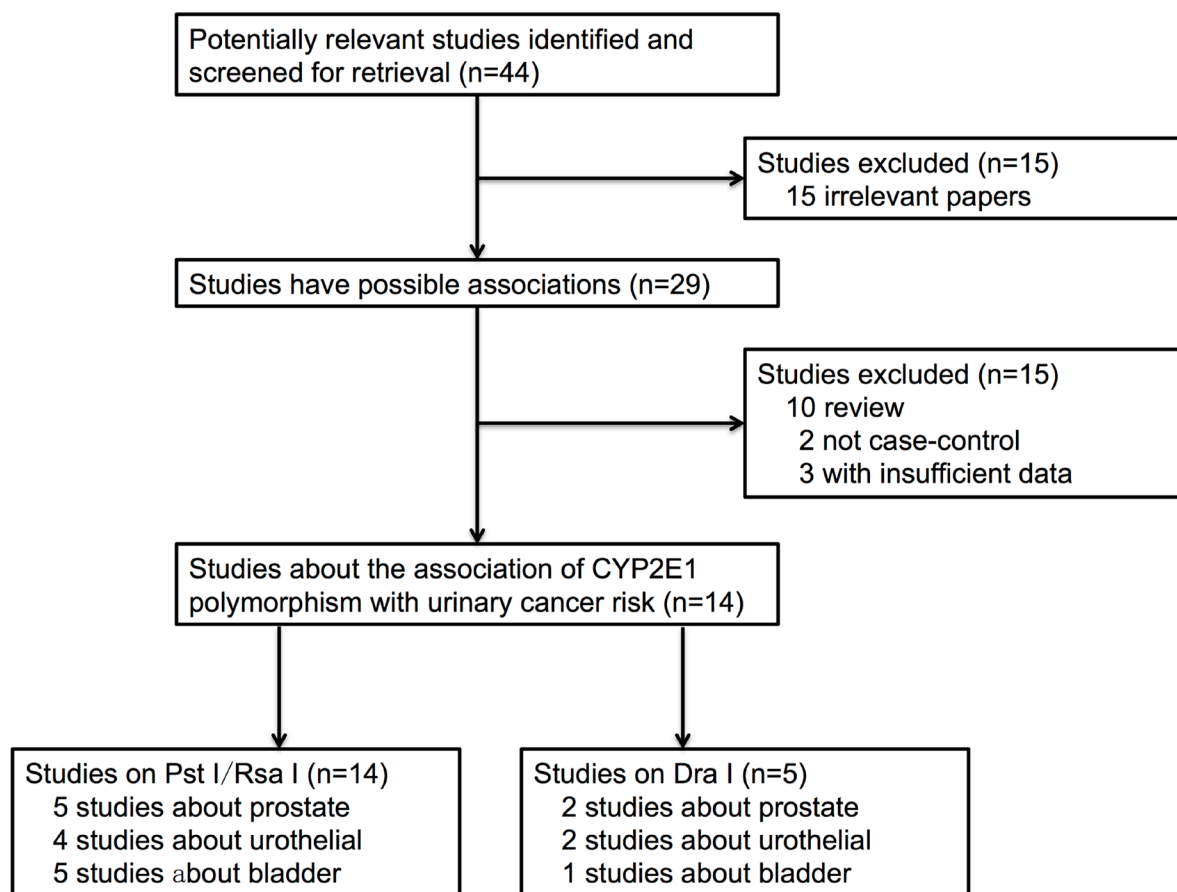 Potentially relevant studies identified and
screened for retrieval (n=44)
Studies excluded (n=15)
15 irrelevant papers
Studies have possible associations (n=29)
Studies excluded (n=15)
10 review
2 not case-control
3 with insufficient data
Studies about the association of CYP2E1
polymorphism with urinary cancer risk (n=14)
Studies on Pst I/Rsa I (n=14)
5 studies about prostate
4 studies about urothelial
5 studies about bladder
Studies on Dra I (n=5)
2 studies about prostate
2 studies about urothelial
1 studies about bladder